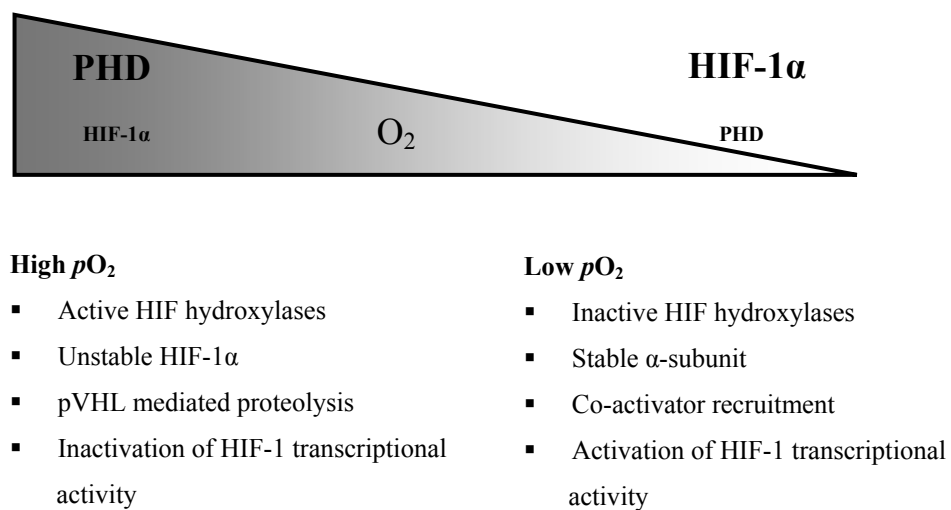 PHD
HIF-1α
HIF-1α
O₂
PHD
High pO₂
▪ Active HIF hydroxylases
▪ Unstable HIF-1α
▪ pVHL mediated proteolysis
▪ Inactivation of HIF-1 transcriptional
activity
Low pO₂
▪ Inactive HIF hydroxylases
▪ Stable α-subunit
▪ Co-activator recruitment
▪ Activation of HIF-1 transcriptional
activity